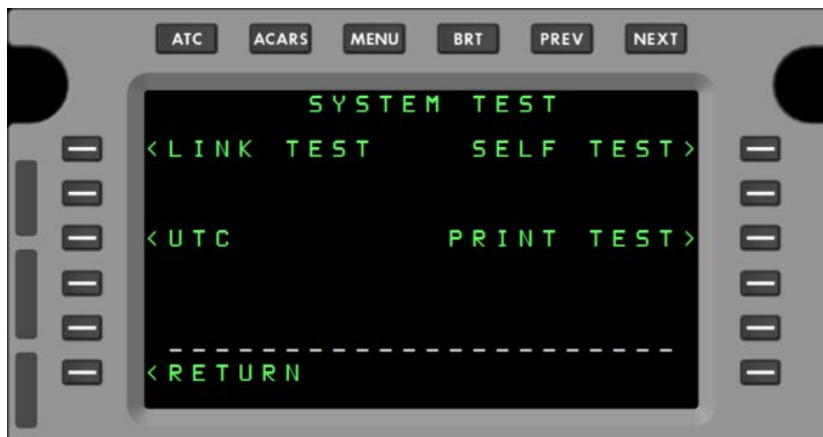 ATC ACARS MENU BRT PREV NEXT
SYSTEM TEST
<LINK TEST SELF TEST>
<UTC PRINT TEST>
<RETURN